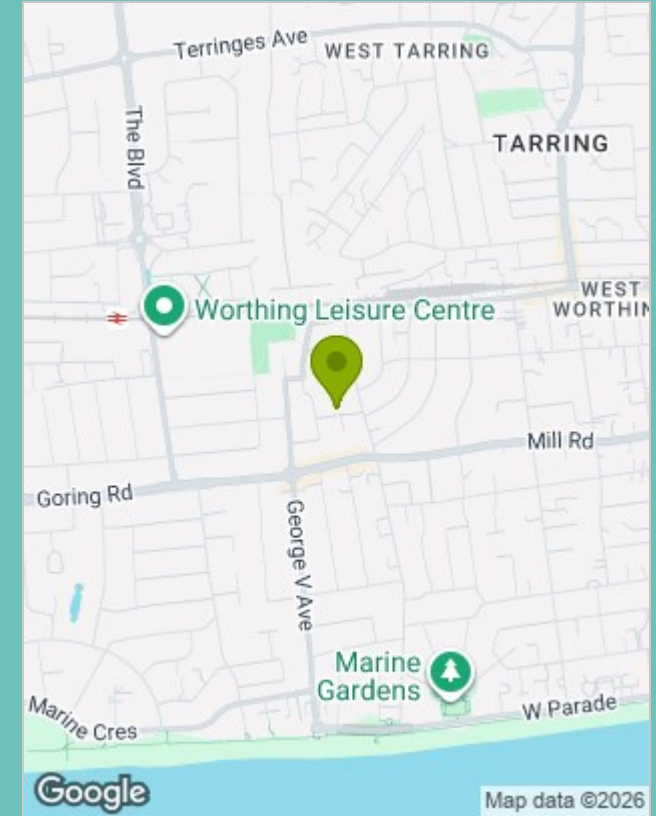 Terringes Ave
WEST TARRING
The Blvd
TARRING
WEST
WORTHIN
Worthing Leisure Centre
Mill Rd
Goring Rd
George V Ave
Marine
Gardens
W Parade
Marine Cres
Google
Map data ©2026